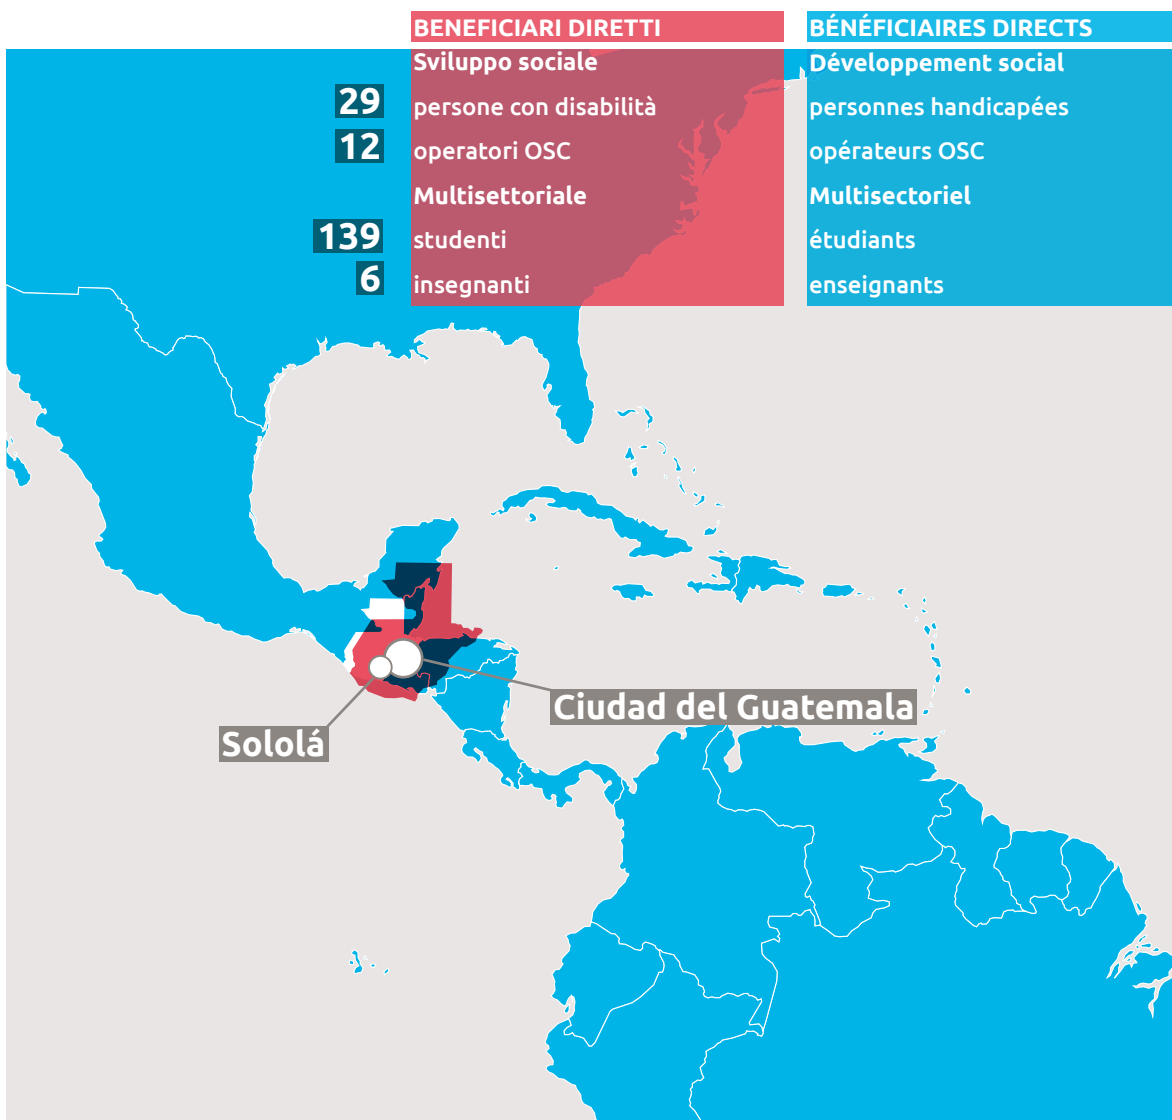 BENEFICIARI DIRETTI BÉNÉFICIAIRES DIRECTS
Sviluppo sociale Développement social
29 persone con disabilità personnes handicapées
12 operatori OSC opérateurs OSC
Multisettoriale Multisectoriel
139 studenti étudiants
6 insegnanti enseignants
Ciudad del Guatemala
Sololá